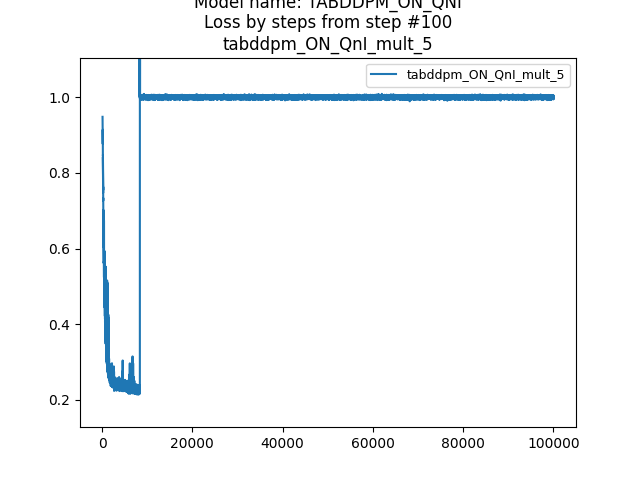 Model name: TABDDPM_ON_QNI
Loss by steps from step #100
tabddpm_ON_QnI_mult_5
tabddpm_ON_QnI_mult_5
1.0
0.8
0.6
0.4
0.2
0 20000 40000 60000 80000 100000